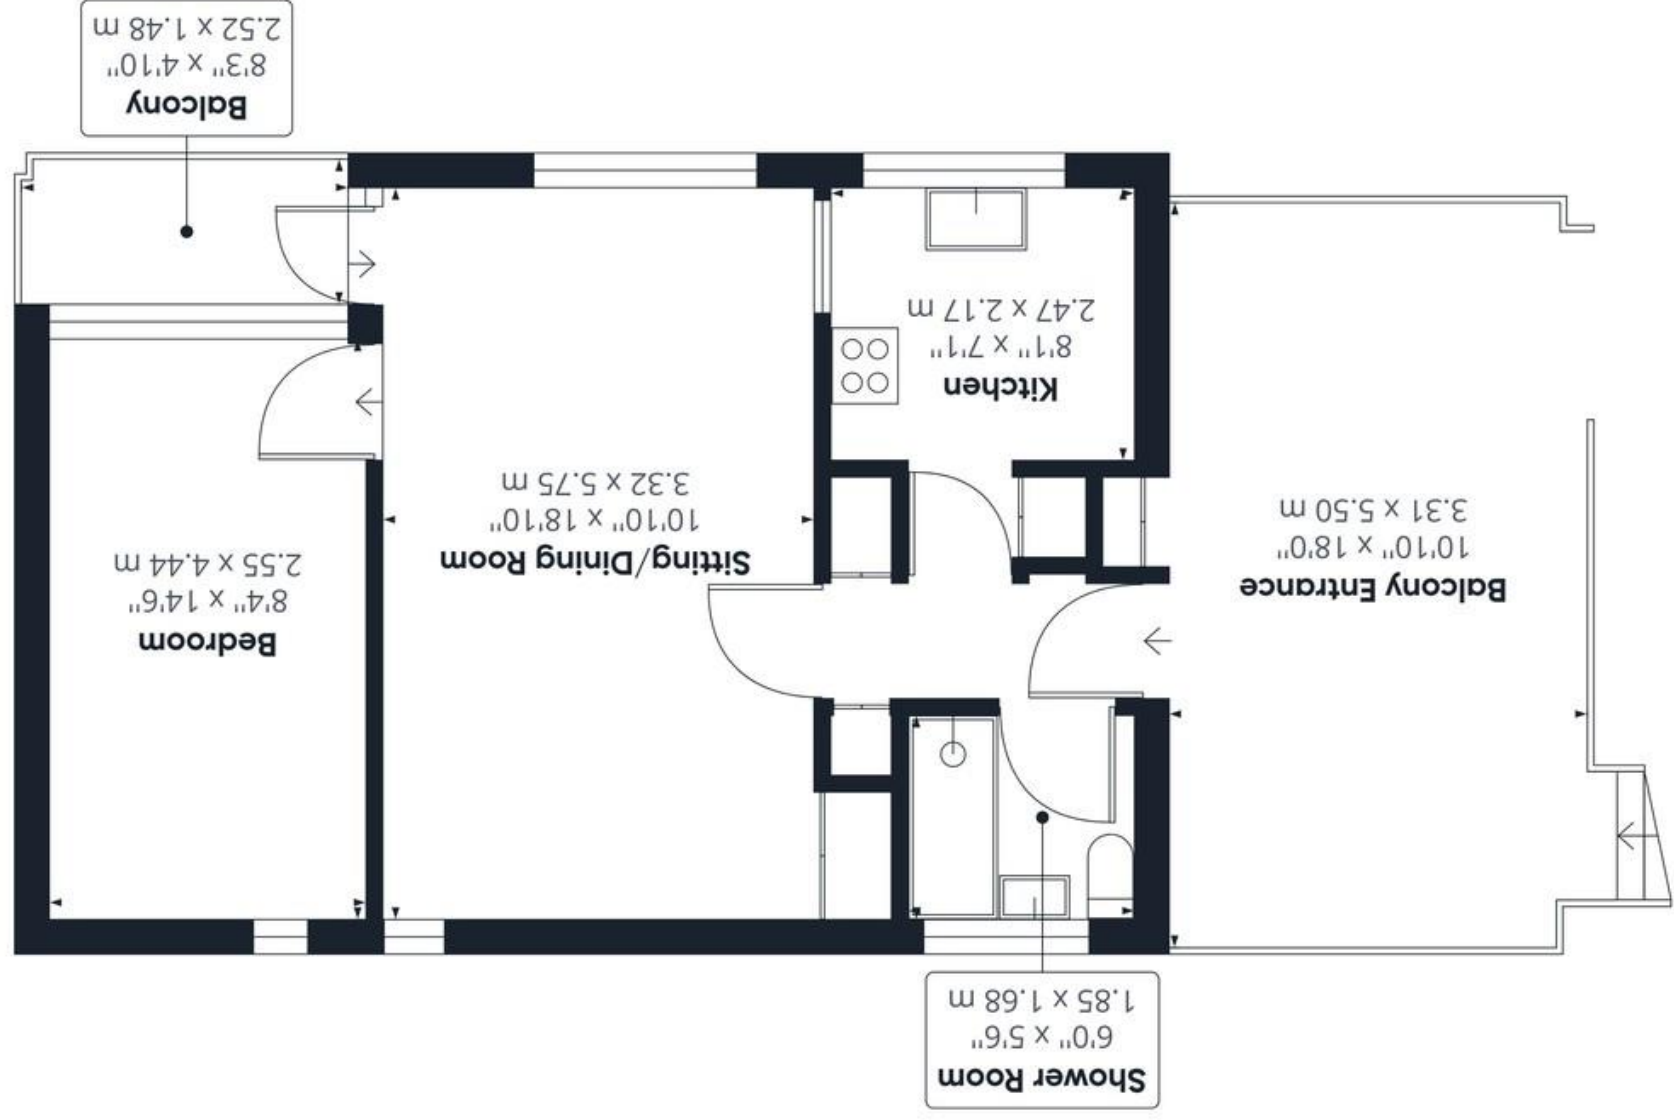 Shower Room
6'0" x 5'6"
1.85 x 1.68 m
Balcony Entrance
10'10" x 18'0"
3.31 x 5.50 m
Sitting/Dining Room
10'10" x 18'10"
3.32 x 5.75 m
Bedroom
8'4" x 14'6"
2.55 x 4.44 m
Kitchen
8'1" x 7'1"
2.47 x 2.17 m
Balcony
8'3" x 4'10"
2.52 x 1.48 m